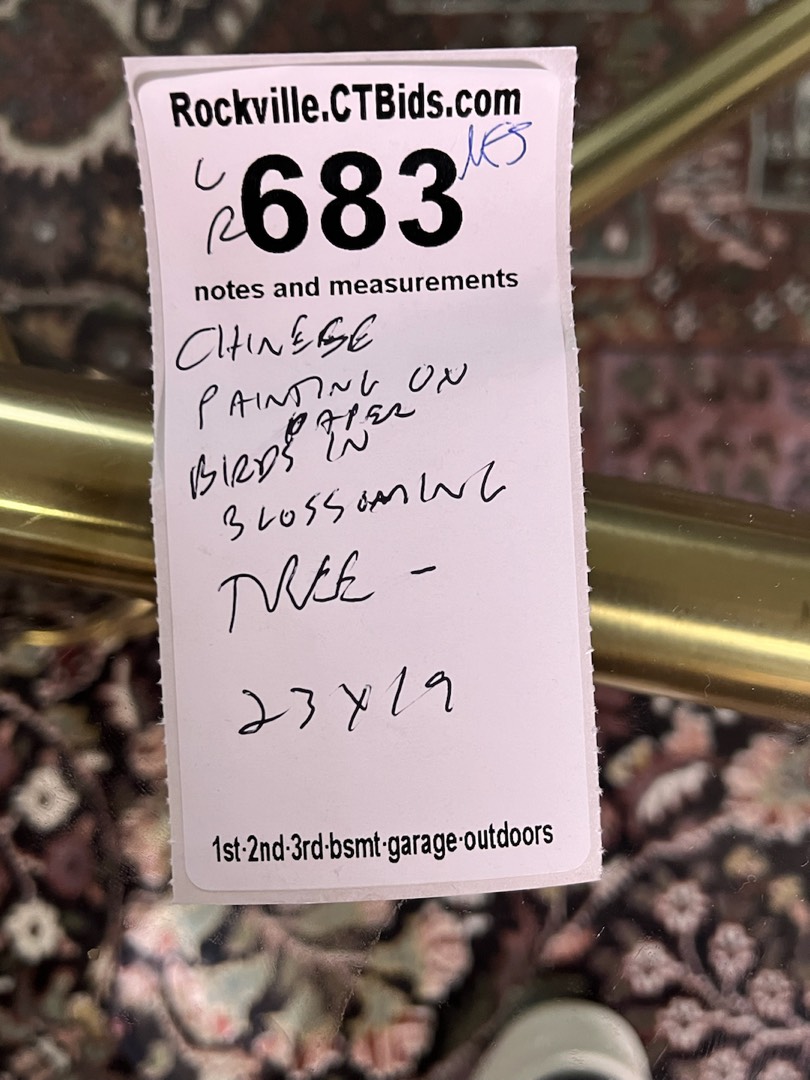 Rockville.CTBids.com
LR 683
notes and measurements
CHINESE
PAINTING ON
PAPER
BIRDS IN
BLOSSOMING
TREE -
23 X 19
1st·2nd·3rd·bsmt·garage·outdoors